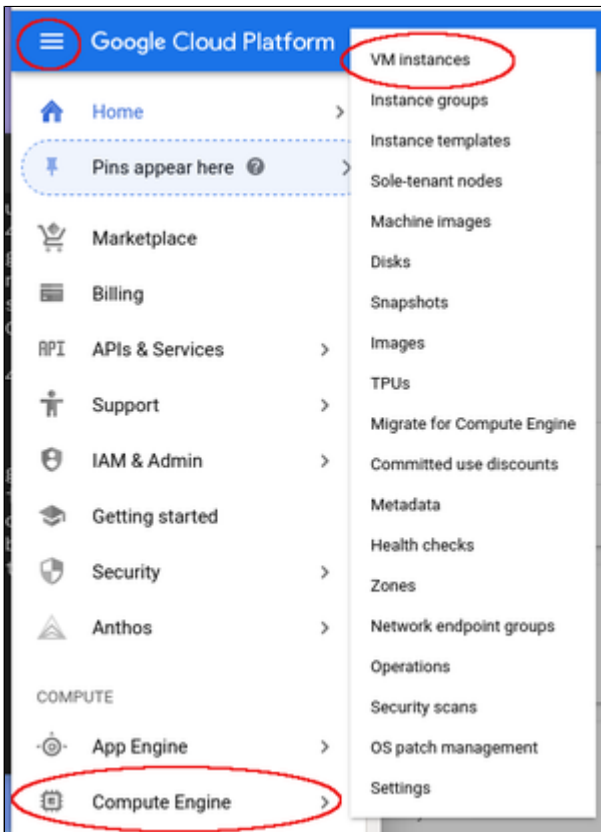 Google Cloud Platform
Home
Pins appear here
Marketplace
Billing
API APIs & Services
Support
IAM & Admin
Getting started
Security
Anthos
COMPUTE
App Engine
Compute Engine
VM instances
Instance groups
Instance templates
Sole-tenant nodes
Machine images
Disks
Snapshots
Images
TPUs
Migrate for Compute Engine
Committed use discounts
Metadata
Health checks
Zones
Network endpoint groups
Operations
Security scans
OS patch management
Settings